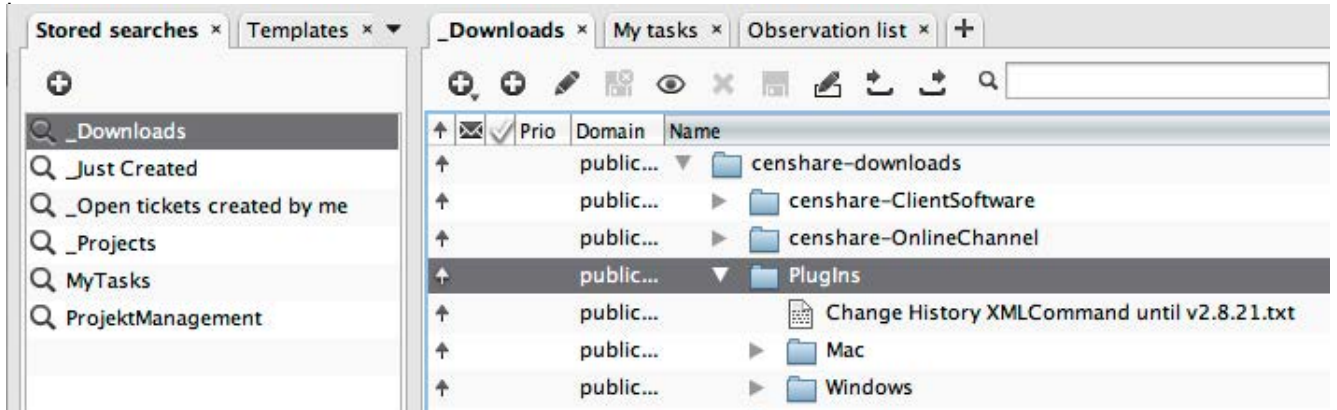 Stored searches × Templates ×
_Downloads × My tasks × Observation list × +
_Downloads
_Just Created
_Open tickets created by me
_Projects
MyTasks
ProjektManagement
Prio Domain Name
public... censhare-downloads
public... censhare-ClientSoftware
public... censhare-OnlineChannel
public... PlugIns
public... Change History XMLCommand until v2.8.21.txt
public... Mac
public... Windows